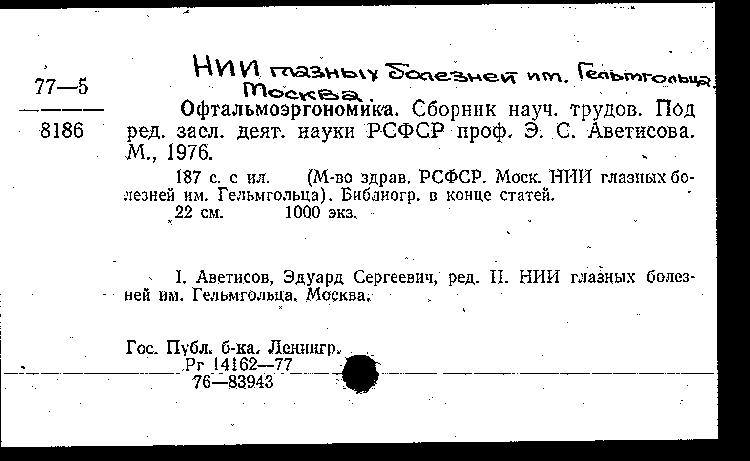 НИИ глазных болезней им. Гельмгольца.
Москва.
77—5
8186
Офтальмоэргономика. Сборник науч. трудов. Под
ред. засл. деят. науки РСФСР проф. Э. С. Аветисова.
М., 1976.
187 с. с ил. (М-во здрав. РСФСР. Моск. НИИ глазных бо-
лезней им. Гельмгольца). Библиогр. в конце статей.
22 см. 1000 экз.
I. Аветисов, Эдуард Сергеевич, ред. II. НИИ глазных болез-
ней им. Гельмгольца. Москва.
Гос. Публ. б-ка. Ленингр.
Рг 14162—77
76—83943